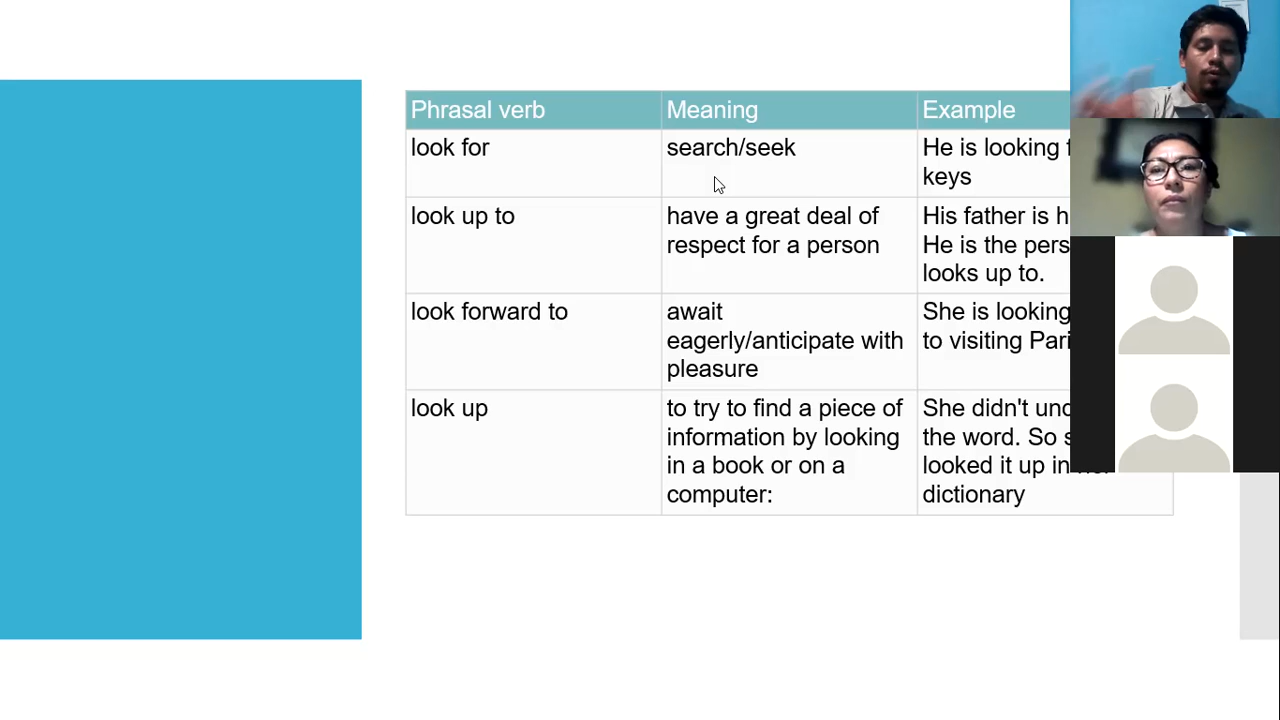 Phrasal verb
Meaning
Example
look for
search/seek
He is looking
keys
look up to
have a great deal of
respect for a person
His father is
He is the
looks up to.
look forward to
await
eagerly/anticipate with
pleasure
She is looking
to visiting
look up
to try to find a piece of
information by looking
in a book or on a
computer:
She didn't
the word. So
looked it up in
dictionary